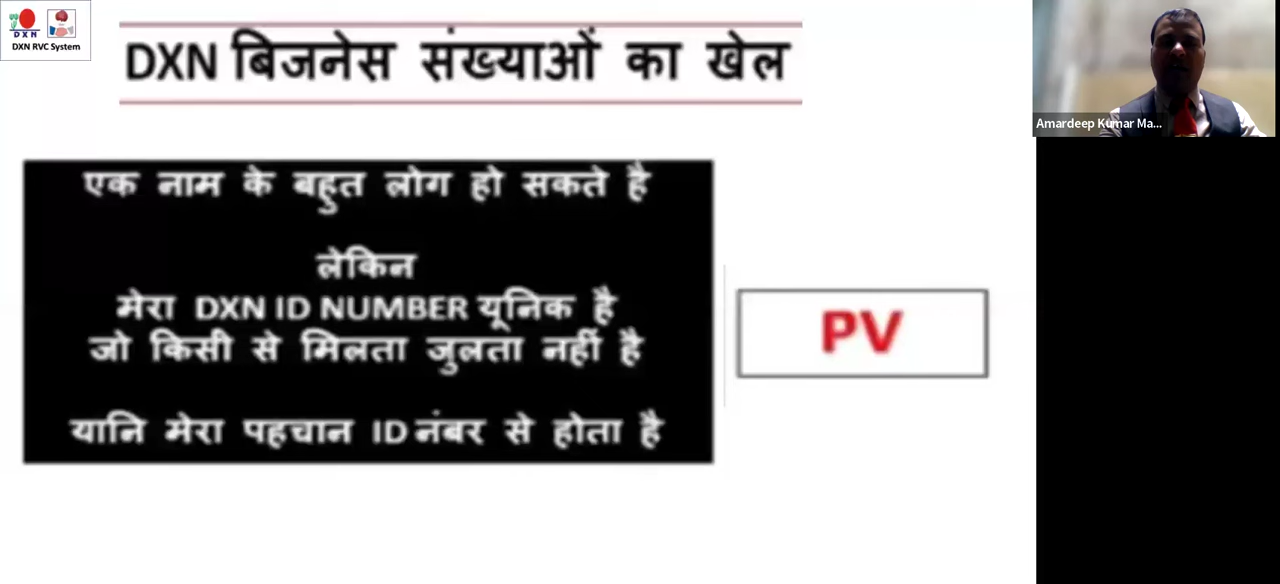 DXN
DXN RVC System
DXN बिजनेस संख्याओं का खेल
एक नाम के बहुत लोग हो सकते है
लेकिन
मेरा DXN ID NUMBER यूनिक है
जो किसी से मिलता जुलता नहीं है
यानि मेरा पहचान ID नंबर से होता है
PV
Amardeep Kumar Ma...